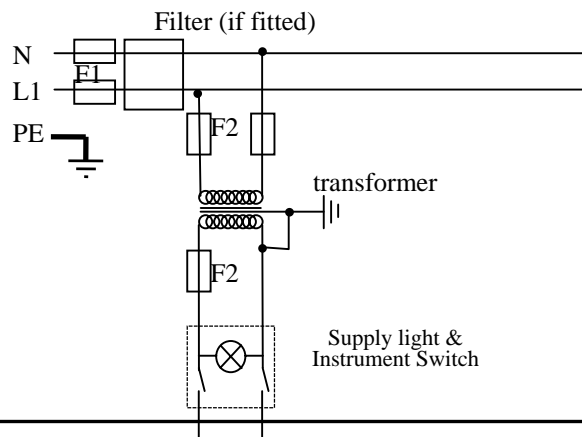 Filter (if fitted)
N
F1
L1
PE
F2
transformer
F2
Supply light &
Instrument Switch